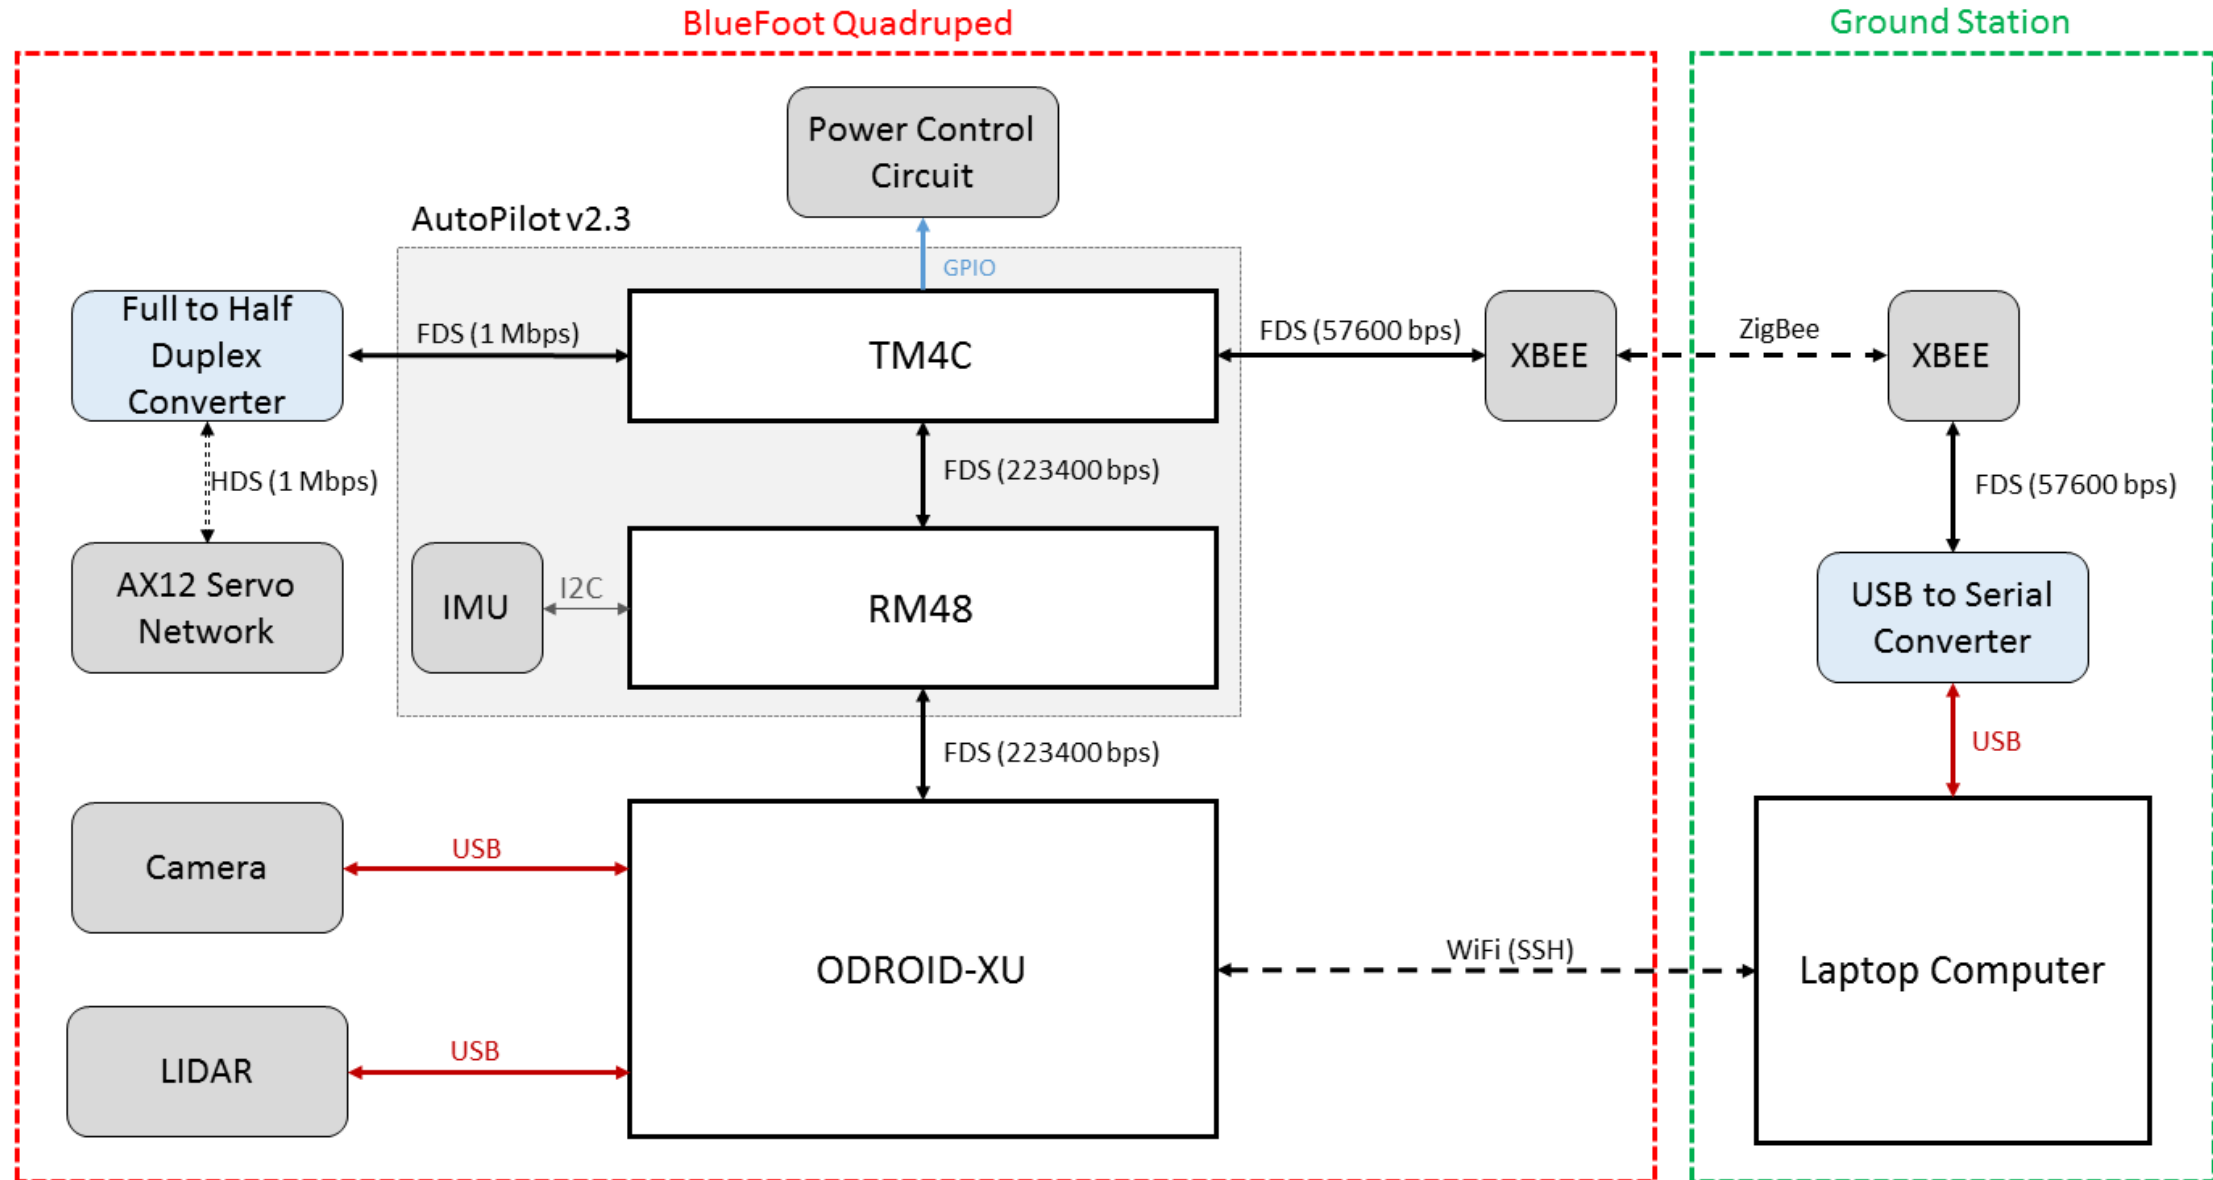 BlueFoot Quadruped
Ground Station
Power Control
Circuit
AutoPilot v2.3
GPIO
Full to Half
Duplex
Converter
FDS (1 Mbps)
TM4C
FDS (57600 bps)
XBEE
ZigBee
XBEE
HDS (1 Mbps)
FDS (223400 bps)
FDS (57600 bps)
AX12 Servo
Network
IMU
I2C
RM48
USB to Serial
Converter
FDS (223400 bps)
USB
Camera
USB
ODROID-XU
WiFi (SSH)
Laptop Computer
LIDAR
USB